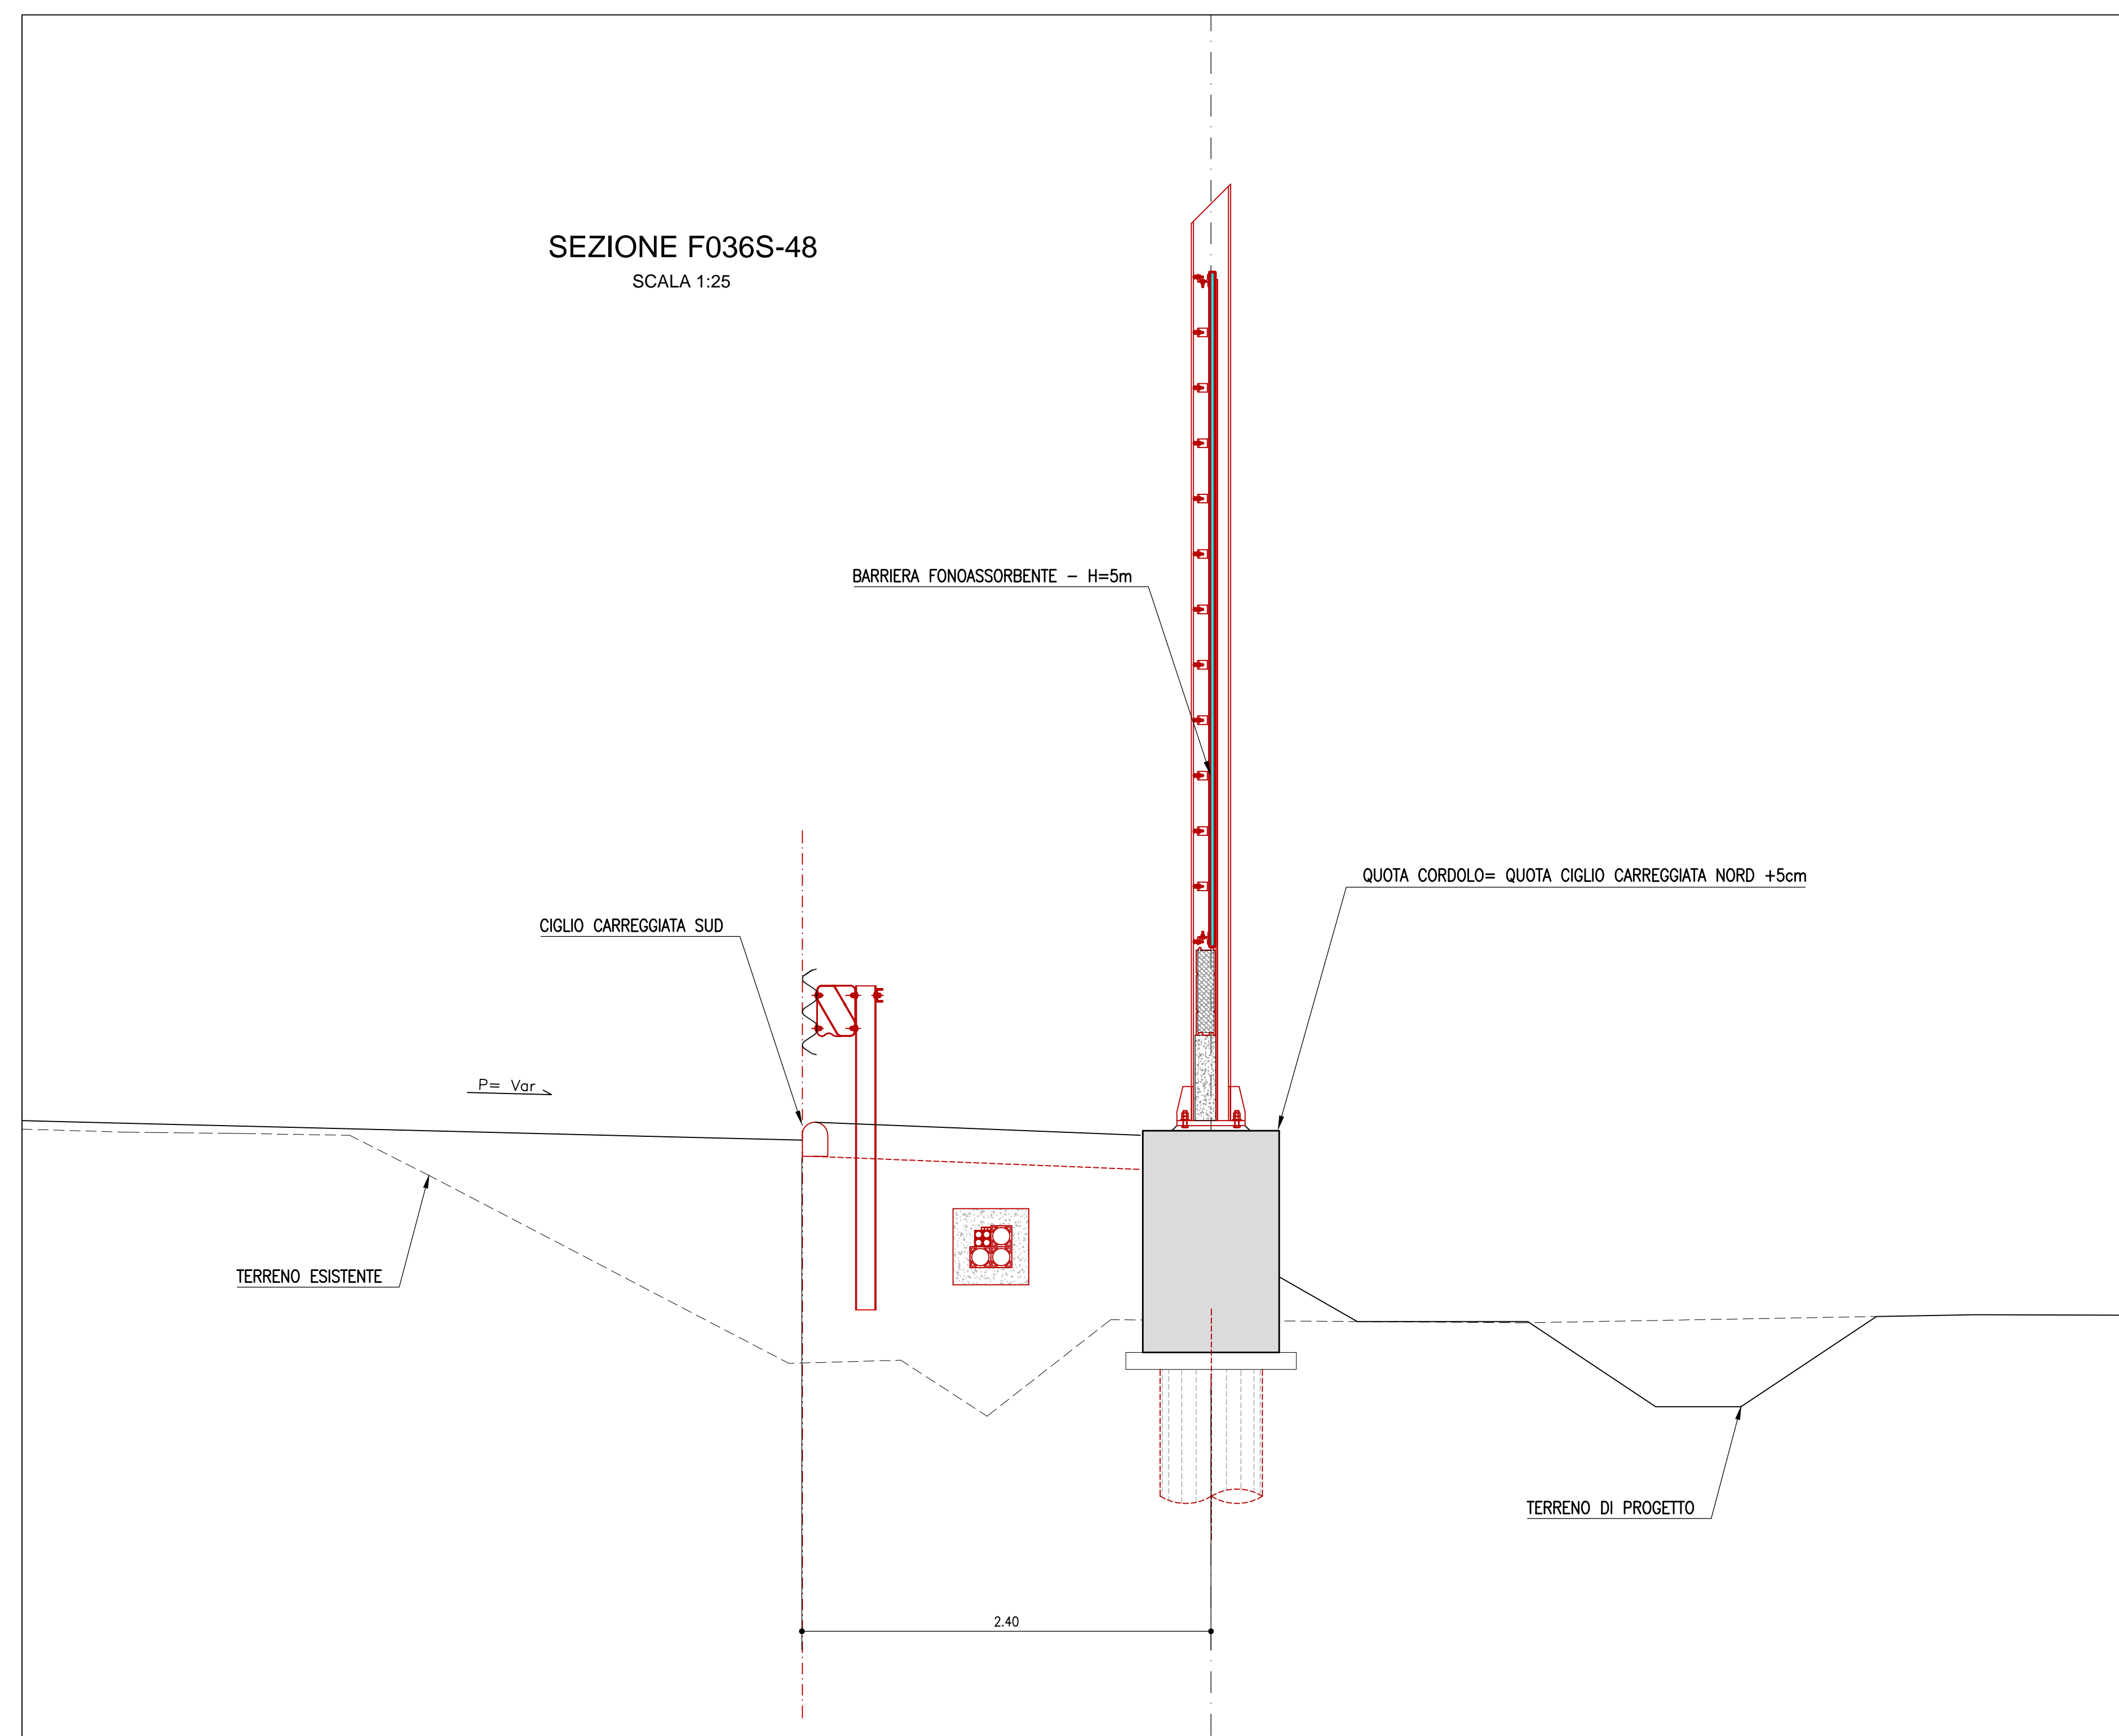 SEZIONE F036S-48
SCALA 1:25
BARRIERA FONOASSORBENTE - H=5m
QUOTA CORDOLO= QUOTA CIGLIO CARREGGIATA NORD +5cm
CIGLIO CARREGGIATA SUD
P= Var
TERRENO ESISTENTE
TERRENO DI PROGETTO
2.40